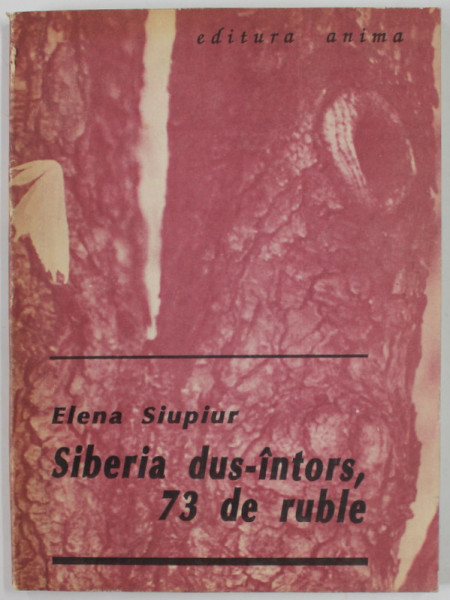 editura anima
Elena Siupiur
Siberia dus-întors,
73 de ruble